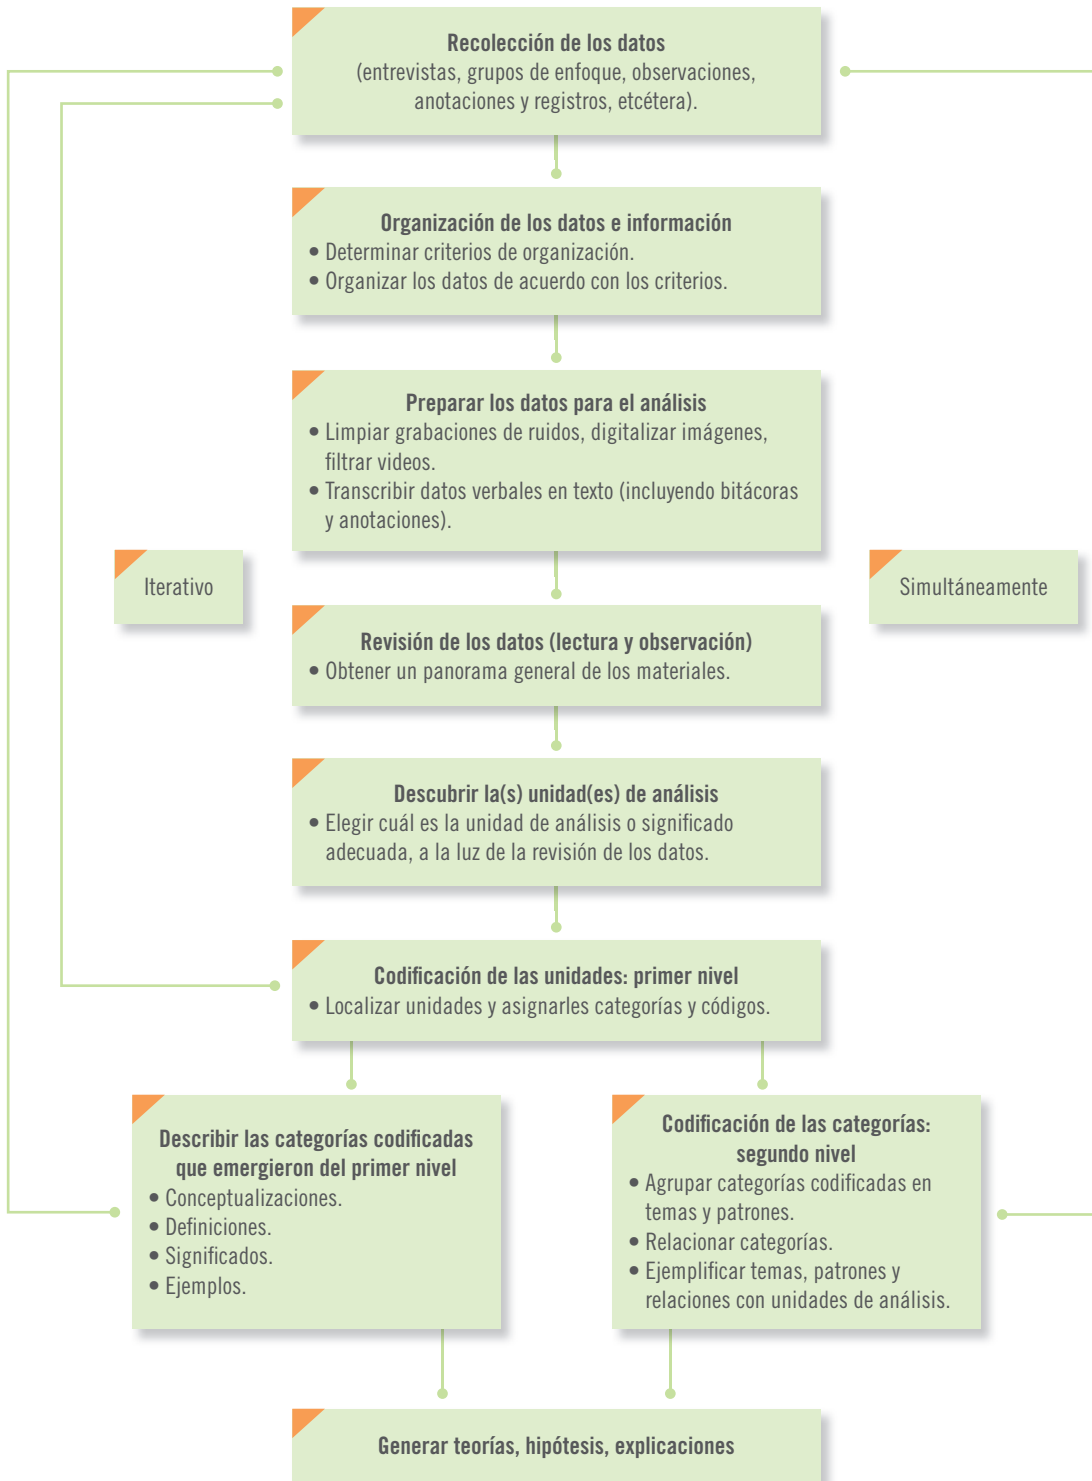 Recolección de los datos
(entrevistas, grupos de enfoque, observaciones,
anotaciones y registros, etcétera).
Organización de los datos e información
• Determinar criterios de organización.
• Organizar los datos de acuerdo con los criterios.
Preparar los datos para el análisis
• Limpiar grabaciones de ruidos, digitalizar imágenes,
filtrar videos.
• Transcribir datos verbales en texto (incluyendo bitácoras
y anotaciones).
Iterativo
Simultáneamente
Revisión de los datos (lectura y observación)
• Obtener un panorama general de los materiales.
Descubrir la(s) unidad(es) de análisis
• Elegir cuál es la unidad de análisis o significado
adecuada, a la luz de la revisión de los datos.
Codificación de las unidades: primer nivel
• Localizar unidades y asignarles categorías y códigos.
Describir las categorías codificadas
que emergieron del primer nivel
• Conceptualizaciones.
• Definiciones.
• Significados.
• Ejemplos.
Codificación de las categorías:
segundo nivel
• Agrupar categorías codificadas en
temas y patrones.
• Relacionar categorías.
• Ejemplificar temas, patrones y
relaciones con unidades de análisis.
Generar teorías, hipótesis, explicaciones